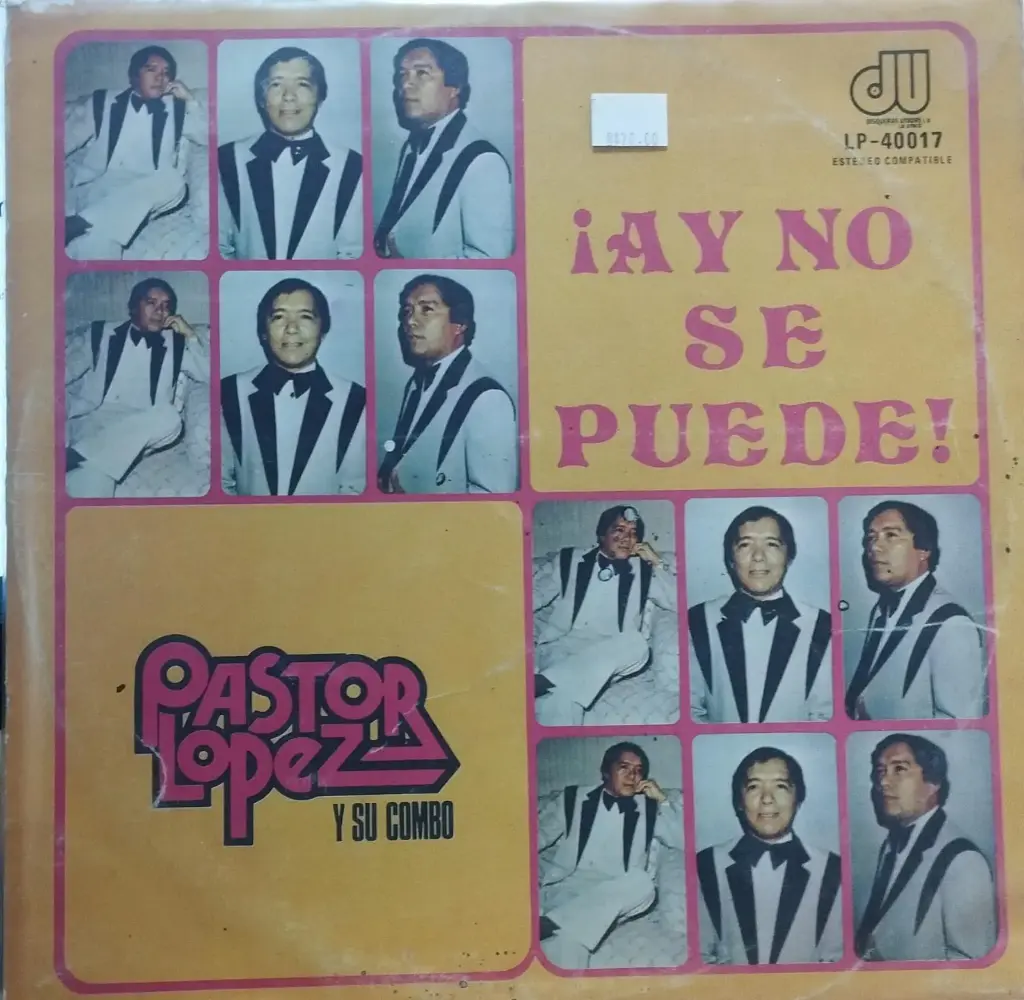 dU
LP-40017
ESTEREO COMPATIBLE
¡AY NO
SE
PUEDE!
PASTOR
LOPEZ
Y SU COMBO